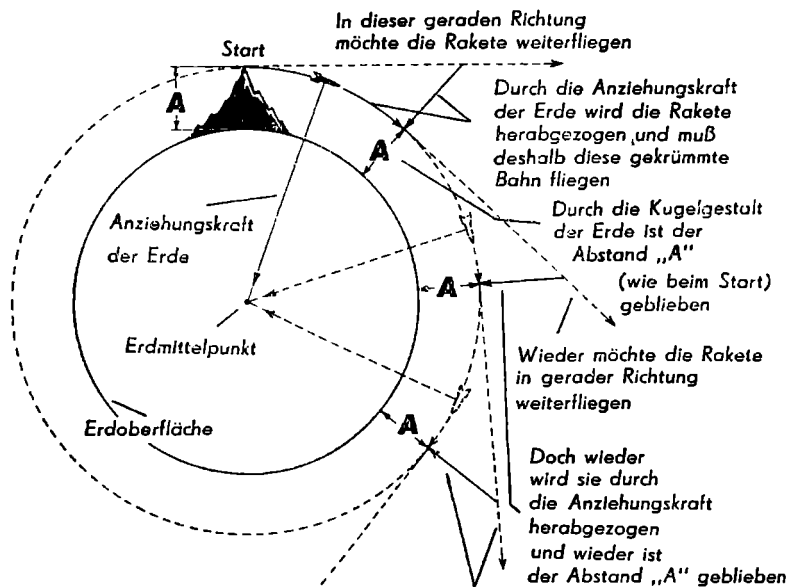 In dieser geraden Richtung
möchte die Rakete weiterfliegen
Start
A
Durch die Anziehungskraft
der Erde wird die Rakete
herabgezogen und muß
deshalb diese gekrümmte
Bahn fliegen
A
Anziehungskraft
der Erde
Durch die Kugelgestalt
der Erde ist der
Abstand „A"
(wie beim Start)
geblieben
A
Erdmittelpunkt
Wieder möchte die Rakete
in gerader Richtung
weiterfliegen
Erdoberfläche
A
Doch wieder
wird sie durch
die Anziehungskraft
herabgezogen
und wieder ist
der Abstand „A" geblieben